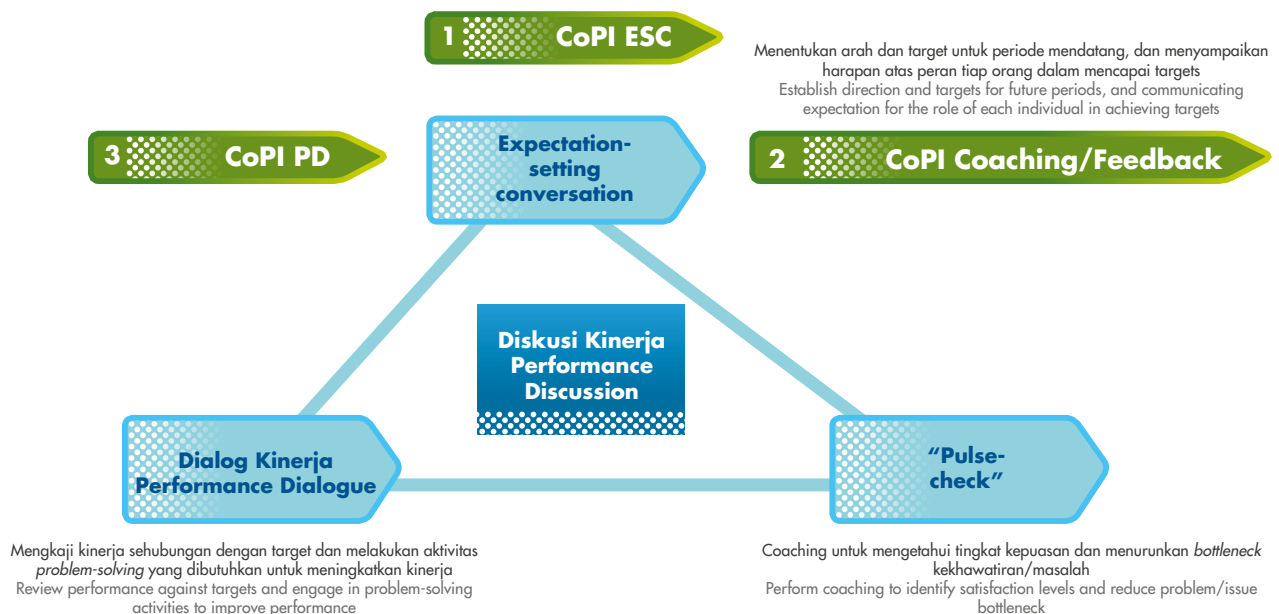 1 CoPI ESC
Menentukan arah dan target untuk periode mendatang, dan menyampaikan
harapan atas peran tiap orang dalam mencapai targets
Establish direction and targets for future periods, and communicating
expectation for the role of each individual in achieving targets
3 CoPI PD
Expectation-
setting
conversation
2 CoPI Coaching/Feedback
Diskusi Kinerja
Performance
Discussion
Dialog Kinerja
Performance Dialogue
“Pulse-
check”
Mengkaji kinerja sehubungan dengan target dan melakukan aktivitas
problem-solving yang dibutuhkan untuk meningkatkan kinerja
Review performance against targets and engage in problem-solving
activities to improve performance
Coaching untuk mengetahui tingkat kepuasan dan menurunkan bottleneck
kekhawatiran/masalah
Perform coaching to identify satisfaction levels and reduce problem/issue
bottleneck